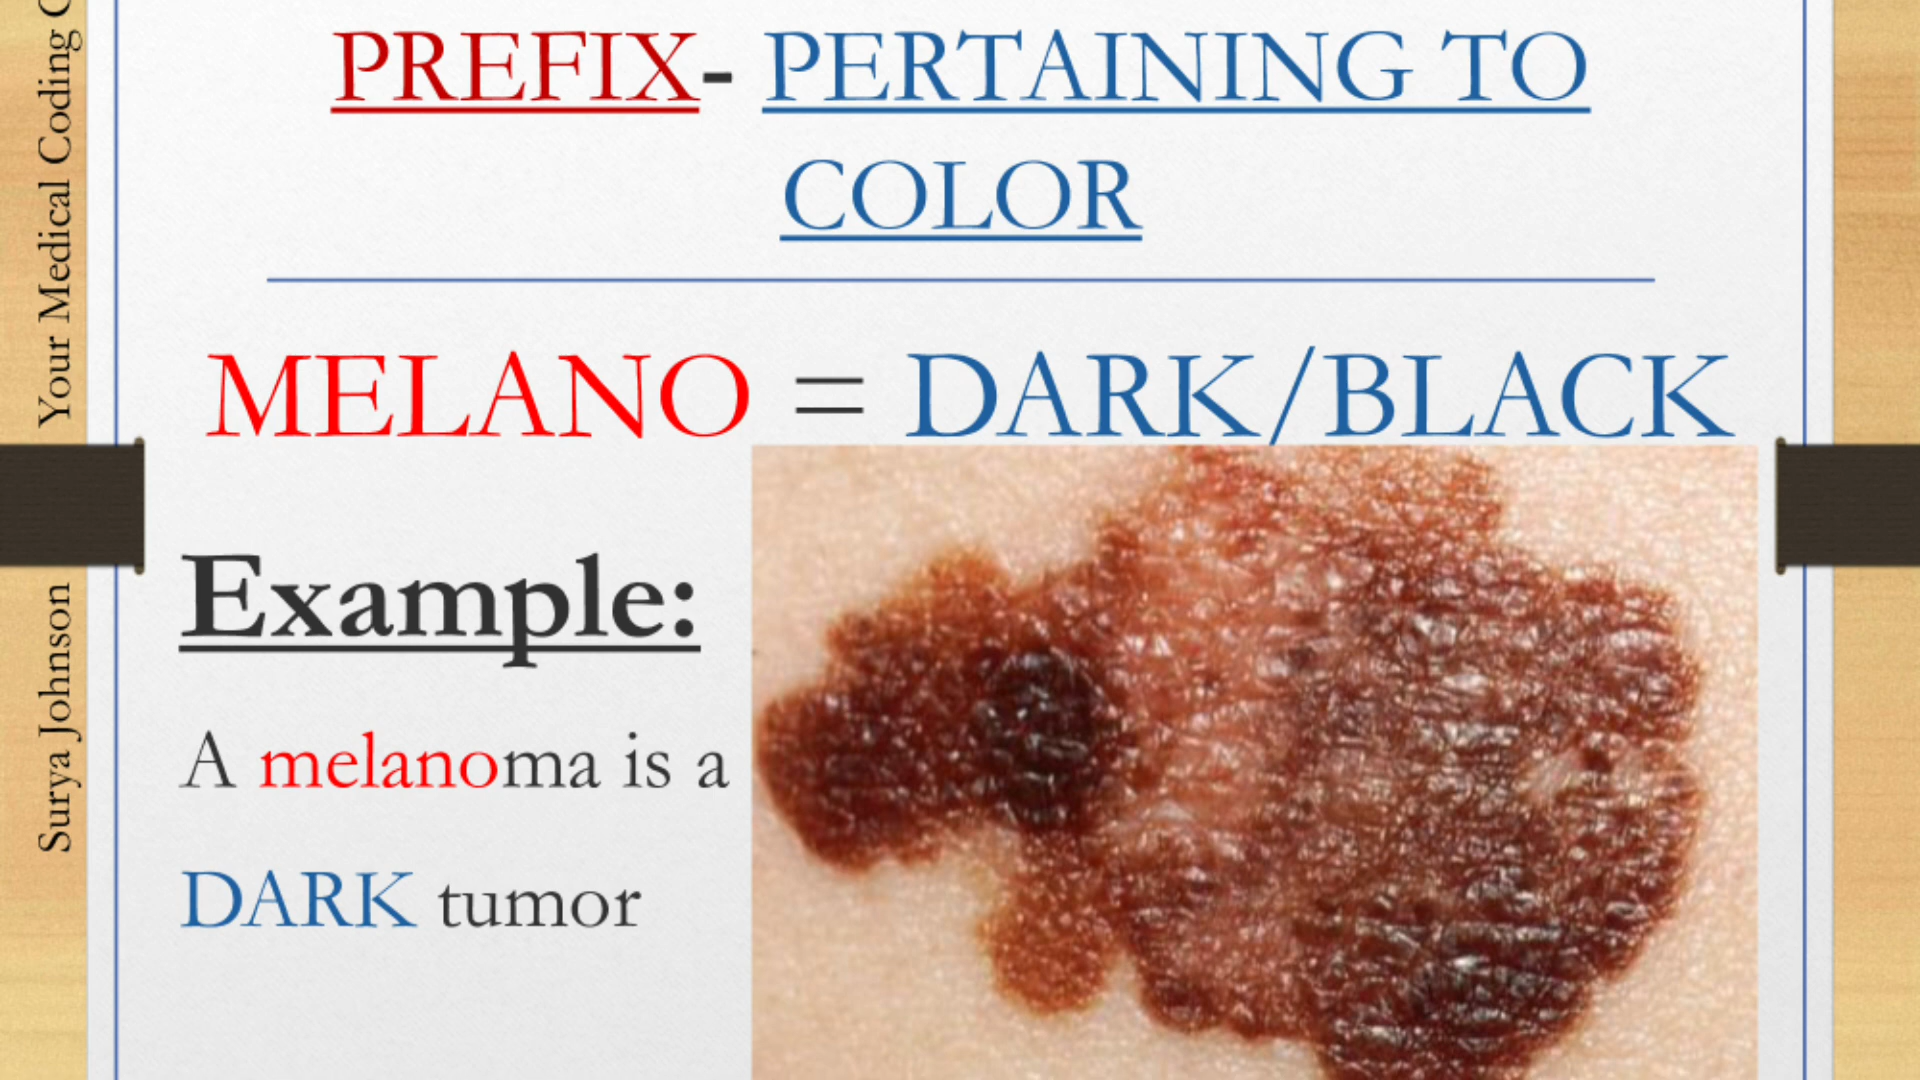 PREFIX- PERTAINING TO
COLOR
MELANO = DARK/BLACK
Example:
A melanoma is a
DARK tumor
Surya Johnson
Your Medical Coding